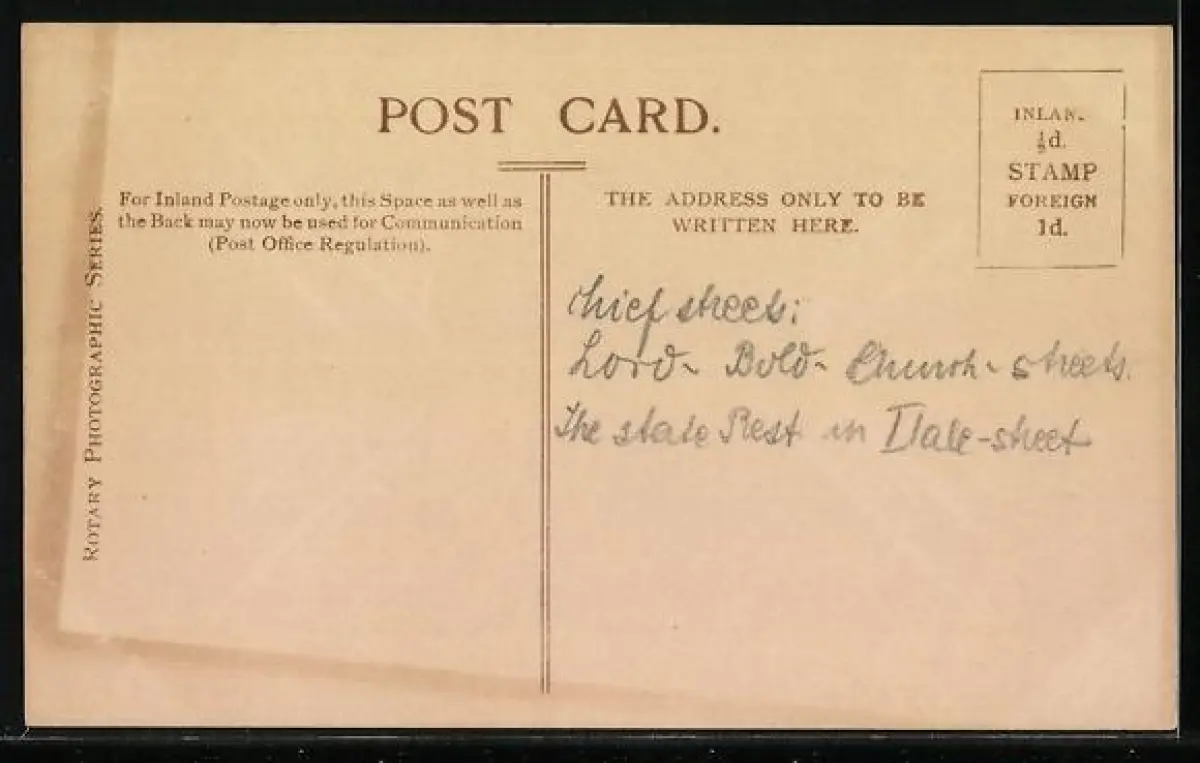 POST CARD.
INLAN.
½d.
STAMP
FOREIGN
1d.
For Inland Postage only, this Space as well as
the Back may now be used for Communication
(Post Office Regulation).
THE ADDRESS ONLY TO BE
WRITTEN HERE.
ROTARY PHOTOGRAPHIC SERIES.
Chief streets:
Lord- Bold- Church- streets.
The state Rest in Dale-street